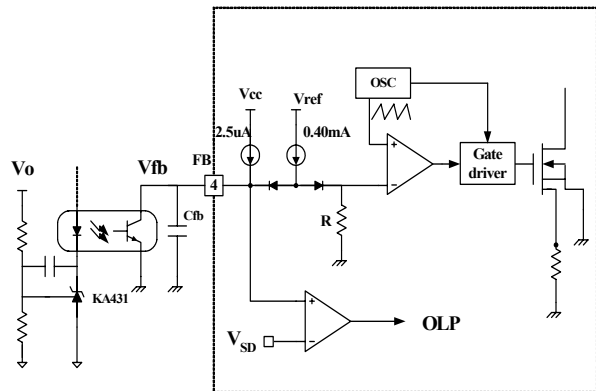 OSC
Vcc
Vref
2.5uA
0.40mA
Vo
Vfb
FB
4
+
-
Gate
driver
Cfb
R
KA431
+
-
VSD
OLP